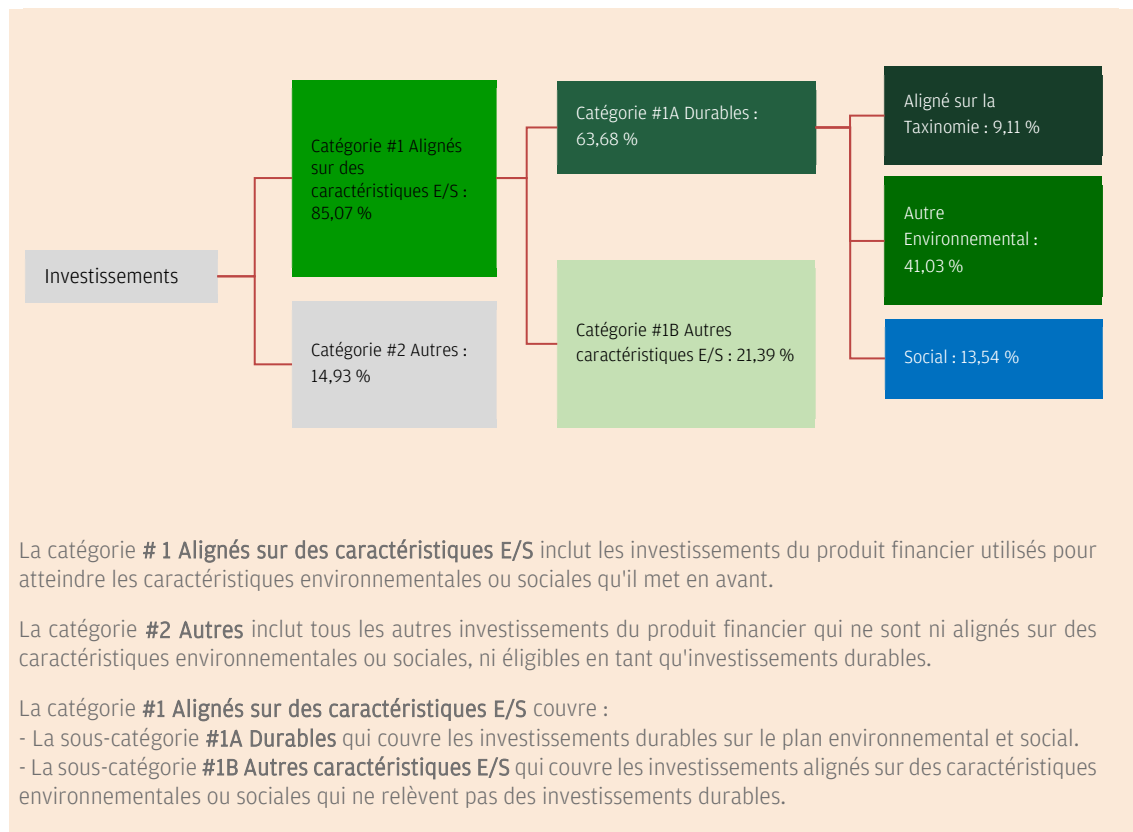 Investissements
Catégorie #1 Alignés
sur des
caractéristiques E/S :
85,07 %
Catégorie #2 Autres :
14,93 %
Catégorie #1A Durables :
63,68 %
Catégorie #1B Autres
caractéristiques E/S : 21,39 %
Aligné sur la
Taxinomie : 9,11 %
Autre
Environnemental :
41,03 %
Social : 13,54 %
La catégorie # 1 Alignés sur des caractéristiques E/S inclut les investissements du produit financier utilisés pour
atteindre les caractéristiques environnementales ou sociales qu'il met en avant.
La catégorie #2 Autres inclut tous les autres investissements du produit financier qui ne sont ni alignés sur des
caractéristiques environnementales ou sociales, ni éligibles en tant qu'investissements durables.
La catégorie #1 Alignés sur des caractéristiques E/S couvre :
- La sous-catégorie #1A Durables qui couvre les investissements durables sur le plan environnemental et social.
- La sous-catégorie #1B Autres caractéristiques E/S qui couvre les investissements alignés sur des caractéristiques
environnementales ou sociales qui ne relèvent pas des investissements durables.